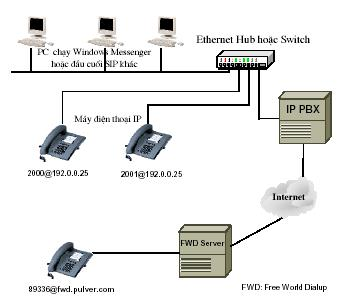 PC chạy Windows Messenger
hoặc đầu cuối SIP khác
Ethernet Hub hoặc Switch
Máy điện thoại IP
IP PBX
2000@192.0.0.25
2001@192.0.0.25
Internet
FWD Server
89336@fwd.pulver.com
FWD: Free World Dialup